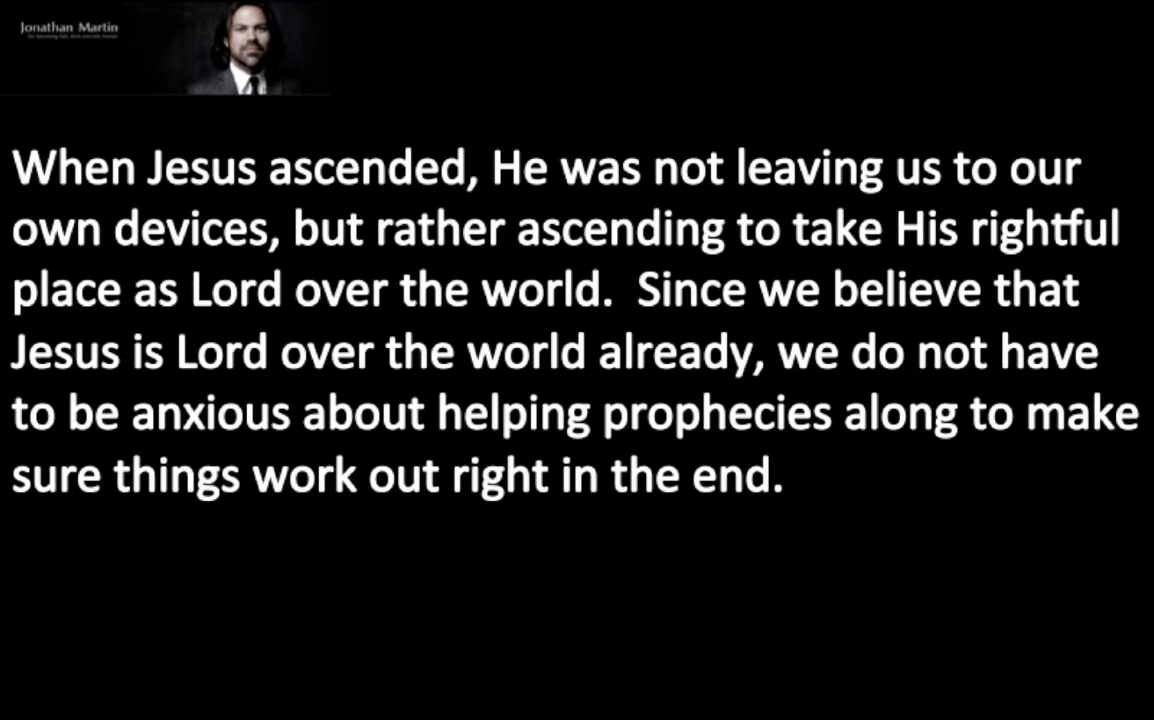 Jonathan Martin
When Jesus ascended, He was not leaving us to our
own devices, but rather ascending to take His rightful
place as Lord over the world.  Since we believe that
Jesus is Lord over the world already, we do not have
to be anxious about helping prophecies along to make
sure things work out right in the end.